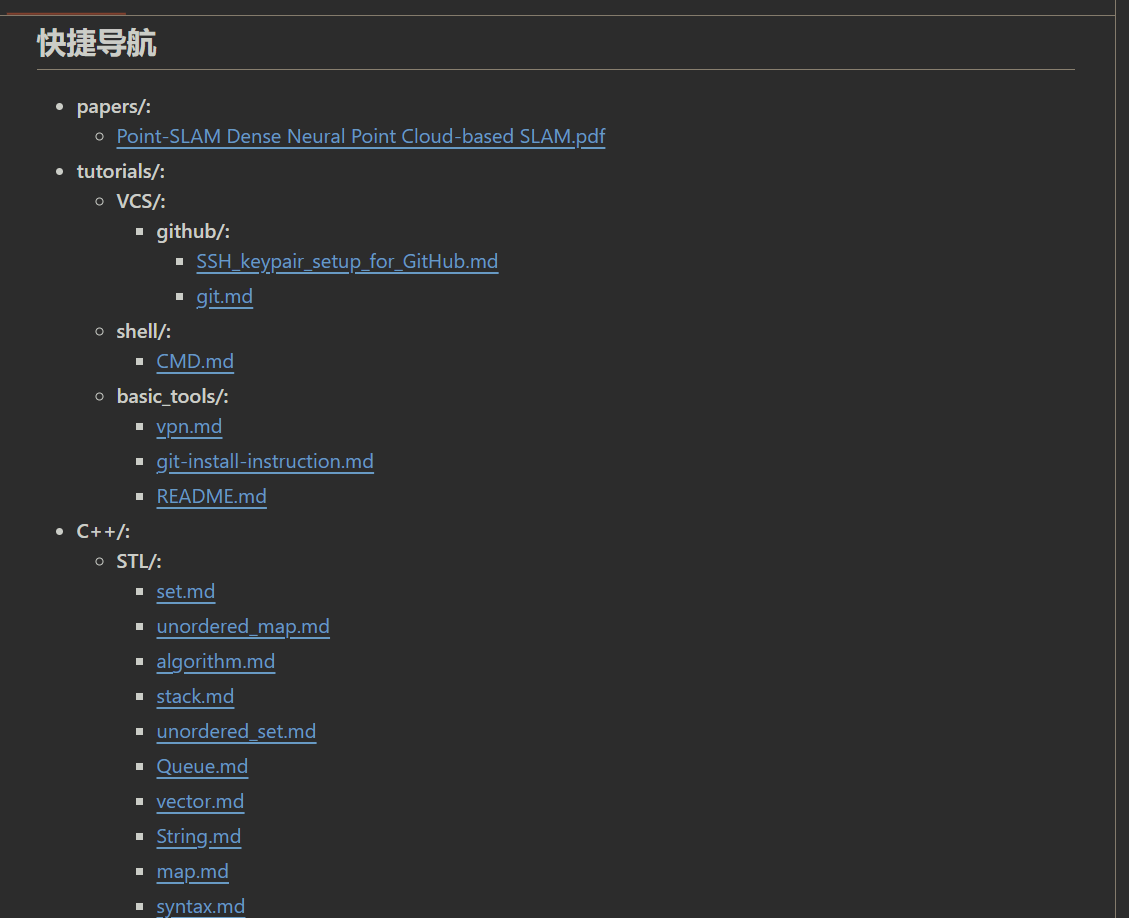 快捷导航
papers/:
Point-SLAM Dense Neural Point Cloud-based SLAM.pdf
tutorials/:
VCS/:
github/:
SSH_keypair_setup_for_GitHub.md
git.md
shell/:
CMD.md
basic_tools/:
vpn.md
git-install-instruction.md
README.md
C++/:
STL/:
set.md
unordered_map.md
algorithm.md
stack.md
unordered_set.md
Queue.md
vector.md
String.md
map.md
syntax.md